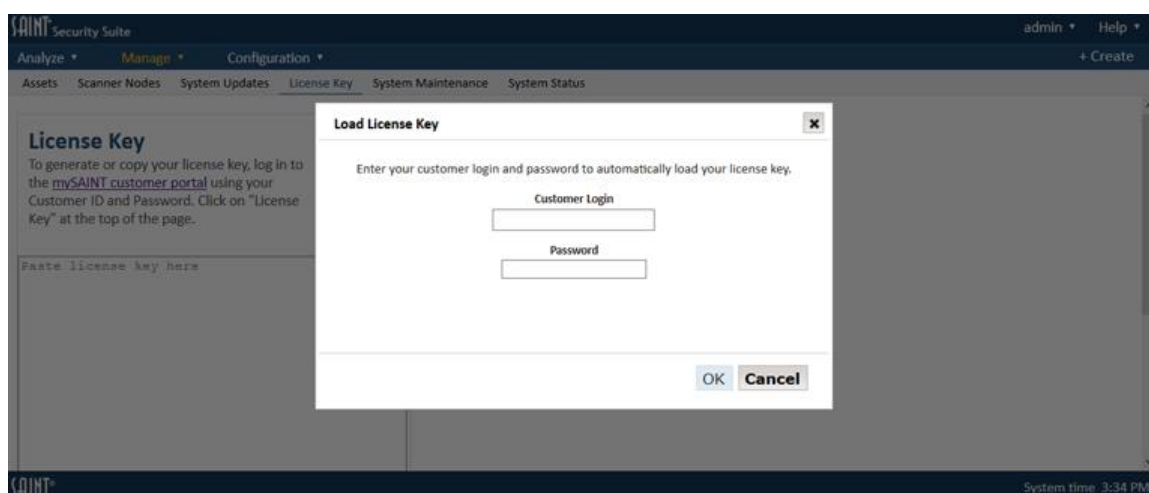 SAINT Security Suite
admin Help
Analyze Manage Configuration + Create
Assets Scanner Nodes System Updates License Key System Maintenance System Status
Load License Key
Enter your customer login and password to automatically load your license key.
Customer Login
Password
OK Cancel
License Key
To generate or copy your license key, log in to
the mySAINT customer portal using your
Customer ID and Password. Click on "License
Key" at the top of the page.
Paste license key here
SAINT®
System time 3:34 PM